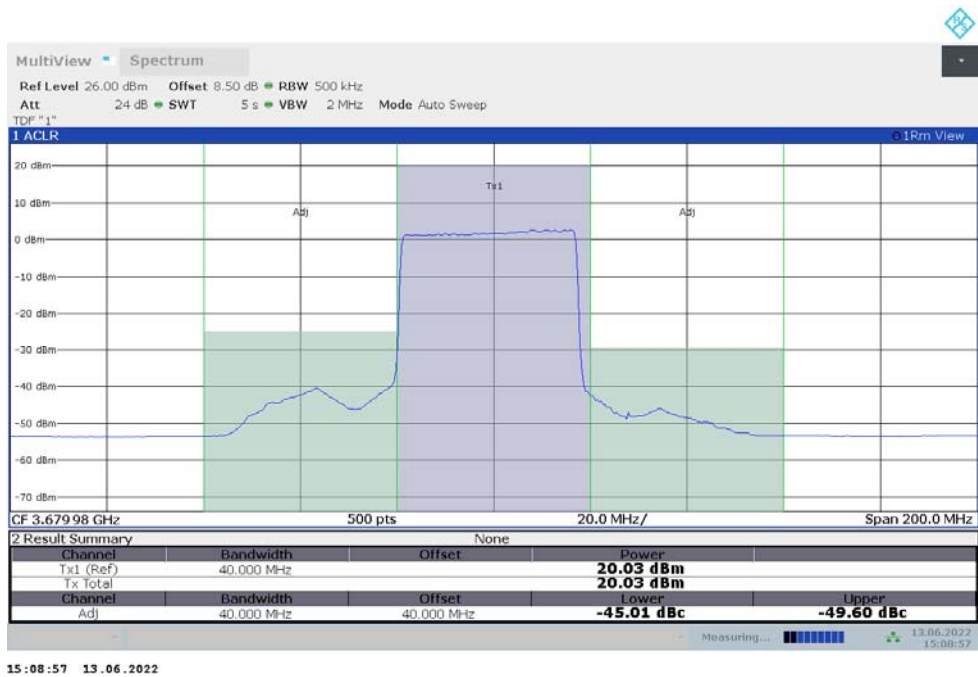 R S
MultiView Spectrum
Ref Level 26.00 dBm Offset 8.50 dB RBW 500 kHz
Att 24 dB SWT 5 s VBW 2 MHz Mode Auto Sweep
TDF "1"
1 ACLR 1Rm View
20 dBm
Tx1
10 dBm
Adj Adj
0 dBm
-10 dBm
-20 dBm
-30 dBm
-40 dBm
-50 dBm
-60 dBm
-70 dBm
CF 3.67998 GHz 500 pts 20.0 MHz/ Span 200.0 MHz
2 Result Summary None
Channel Bandwidth Offset Power
Tx1 (Ref) 40.000 MHz 20.03 dBm
Tx Total 20.03 dBm
Channel Bandwidth Offset Lower Upper
Adj 40.000 MHz 40.000 MHz -45.01 dBc -49.60 dBc
Measuring... 13.06.2022
15:08:57
15:08:57 13.06.2022